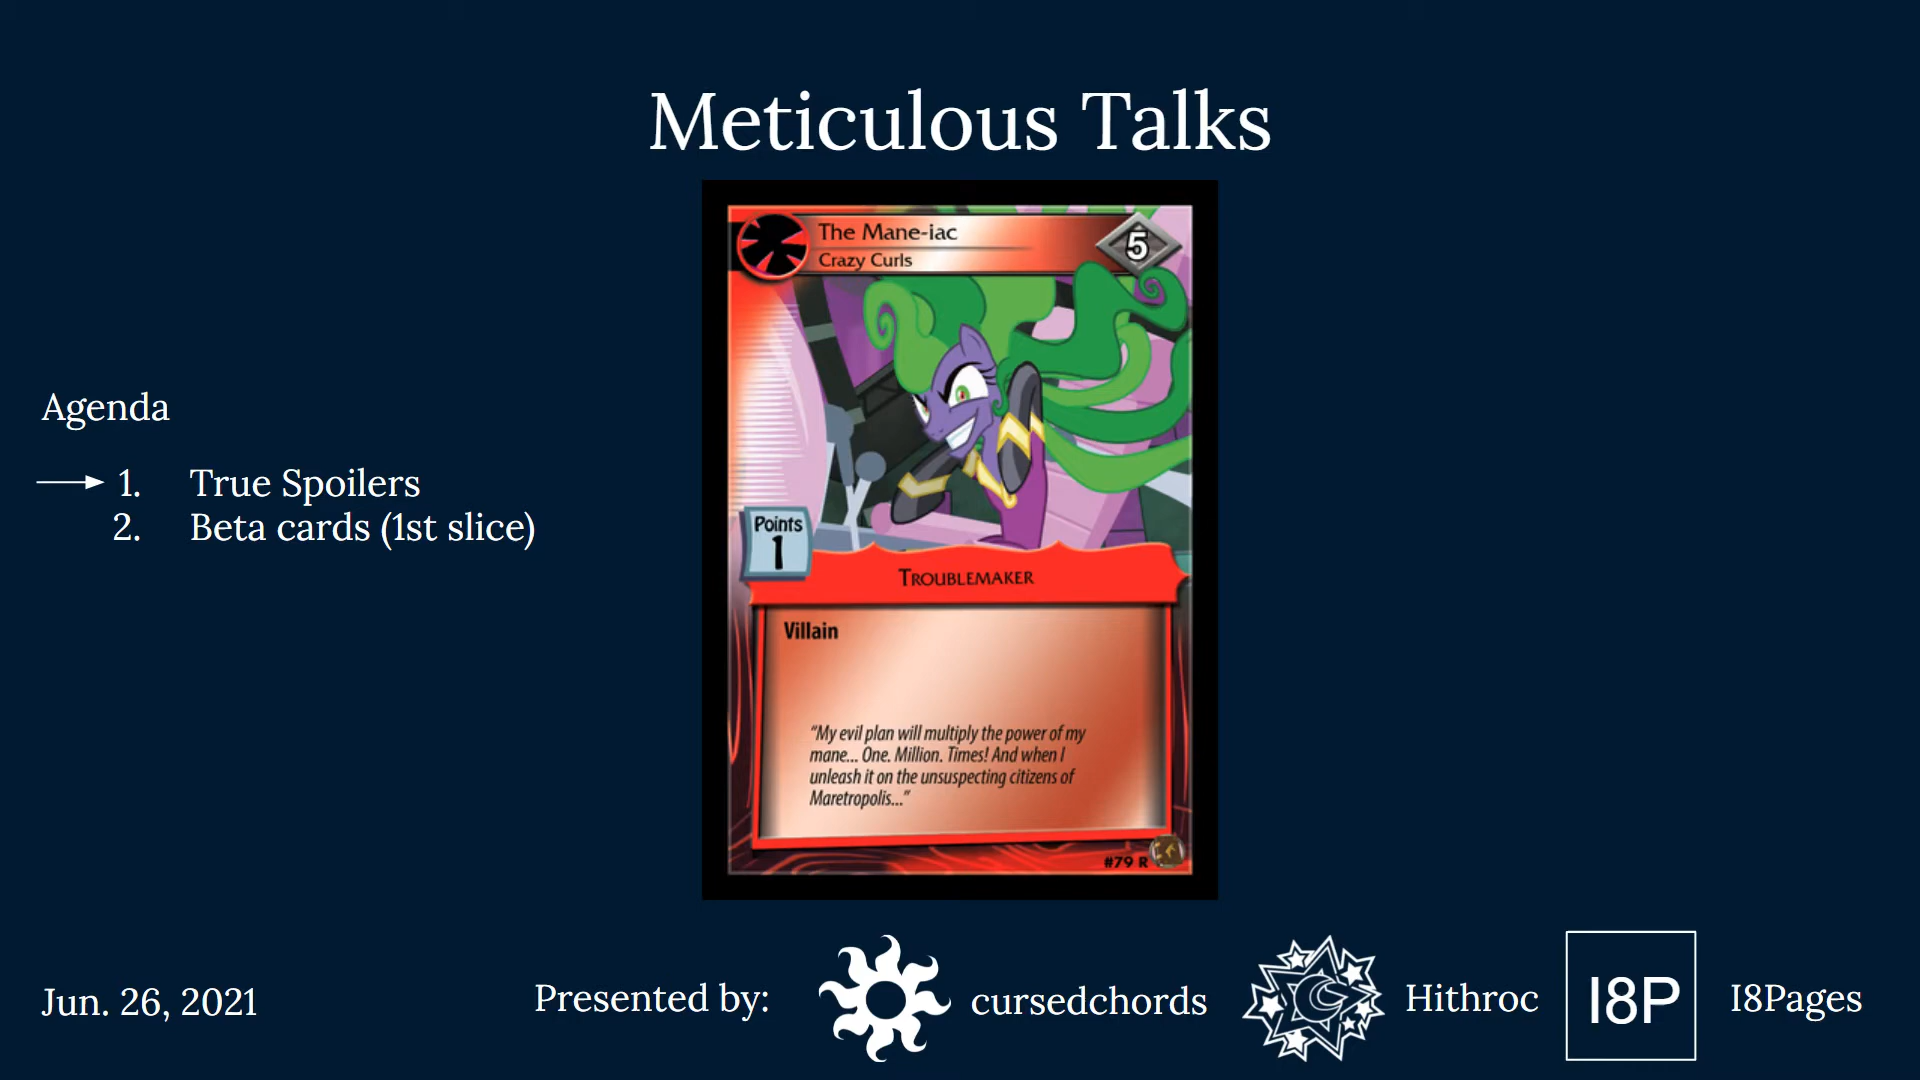 Meticulous Talks
The Mane-iac
Crazy Curls
5
Agenda
1. True Spoilers
2. Beta cards (1st slice)
Points
1
Troublemaker
Villain
“My evil plan will multiply the power of my
mane... One. Million. Times! And when I
unleash it on the unsuspecting citizens of
Maretropolis...”
#79 R
Jun. 26, 2021
Presented by:
cursedchords
Hithroc
I8P
I8Pages